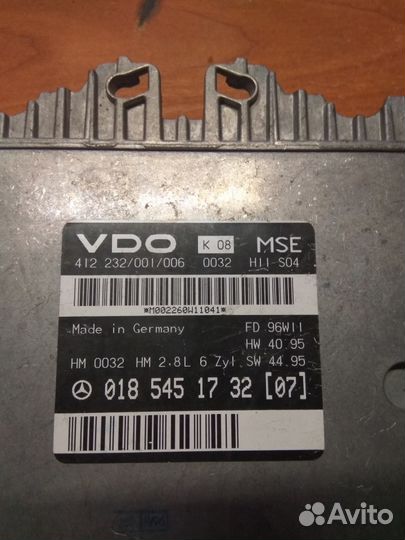 VDO K 08 MSE
412 232/001/006 0032 H11-S04
*M002260W11041*
Made in Germany FD 96W11
HW 40.95
HM 0032 HM 2.8L 6 Zyl. SW 44.95
018 545 17 32 [07]
Avito